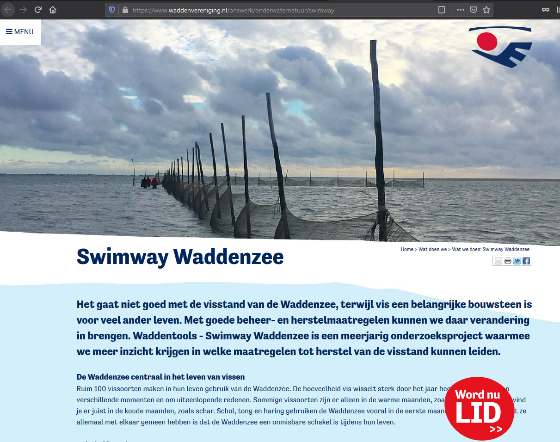 https://www.waddenvereniging.nl/onswerk/onderwaternatuur/swimway
MENU
Swimway Waddenzee
Home > Wat doen we > Wat we doen: Swimway Waddenzee
Het gaat niet goed met de visstand van de Waddenzee, terwijl vis een belangrijke bouwsteen is
voor veel ander leven. Met goede beheer- en herstelmaatregelen kunnen we daar verandering
in brengen. Waddentools - Swimway Waddenzee is een meerjarig onderzoeksproject waarmee
we meer inzicht krijgen in welke maatregelen tot herstel van de visstand kunnen leiden.
De Waddenzee centraal in het leven van vissen
Ruim 100 vissoorten maken in hun leven gebruik van de Waddenzee. De hoeveelheid vis wisselt sterk door het jaar
verschillende momenten en om uiteenlopende redenen. Sommige vissoorten zijn er alleen in de warme maanden, vind
je er juist in de koude maanden, zoals schar. Schol, tong en haring gebruiken de Waddenzee vooral in de eerste
allemaal met elkaar gemeen hebben is dat de Waddenzee een onmisbare schakel is tijdens hun leven.
Word nu
LID
>>